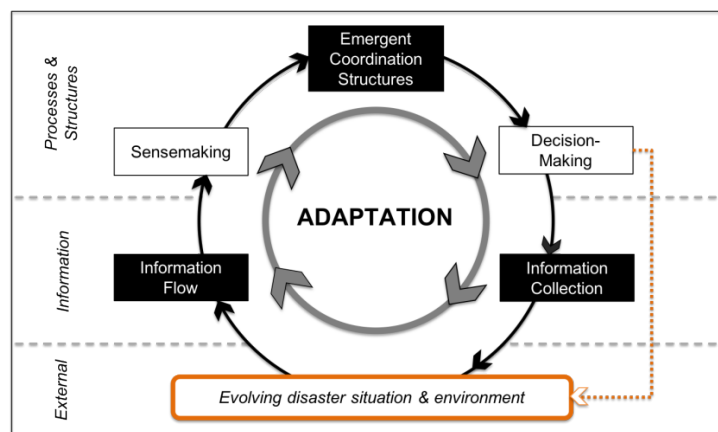 Processes &
Structures
Information
External
Emergent
Coordination
Structures
Sensemaking
Decision-
Making
ADAPTATION
Information
Flow
Information
Collection
Evolving disaster situation & environment